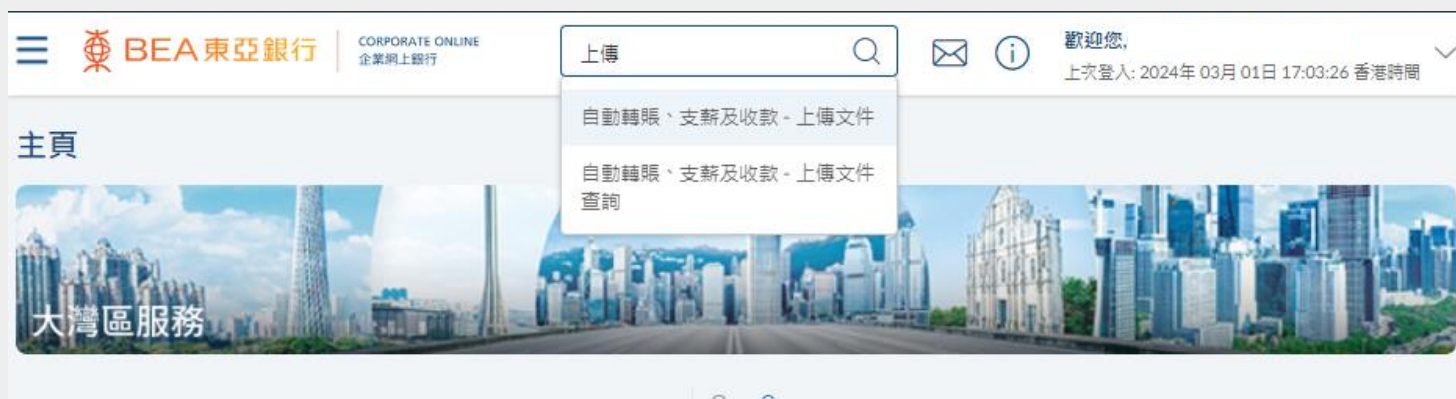 BEA東亞銀行
CORPORATE ONLINE
企業網上銀行
上傳
歡迎您,
上次登入: 2024年 03月 01日 17:03:26 香港時間
自動轉賬、支薪及收款 - 上傳文件
自動轉賬、支薪及收款 - 上傳文件
查詢
主頁
大灣區服務